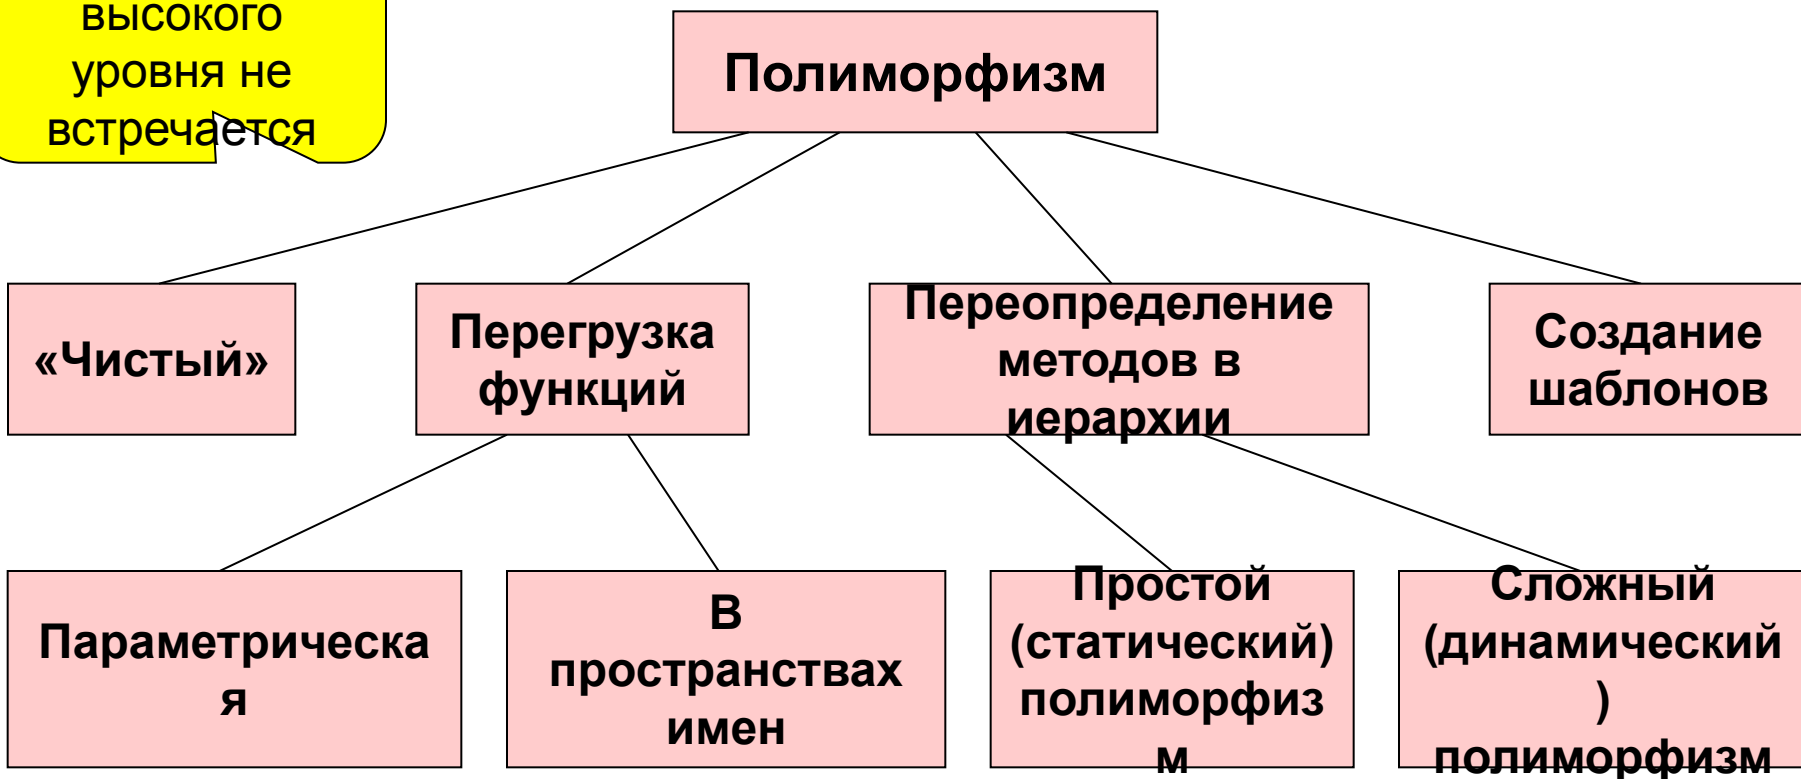 высокого
уровня не
встречается
Полиморфизм
«Чистый»
Перегрузка
функций
Переопределение
методов в
иерархии
Создание
шаблонов
Параметрическа
я
В
пространствах
имен
Простой
(статический)
полиморфиз
м
Сложный
(динамический
)
полиморфизм